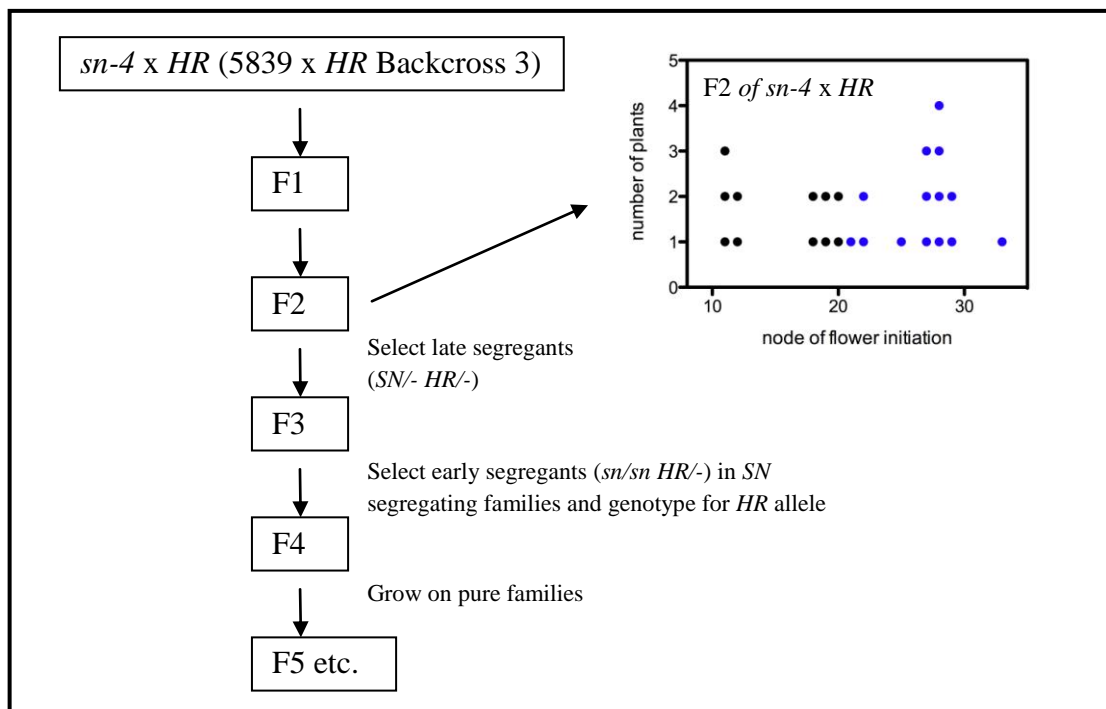 sn-4 x HR (5839 x HR Backcross 3)
F1
F2
Select late segregants
(SN/- HR/-)
F3
Select early segregants (sn/sn HR/-) in SN
segregating families and genotype for HR allele
F4
Grow on pure families
F5 etc.
F2 of sn-4 x HR
number of plants
5
4
3
2
1
0
10
20
30
node of flower initiation